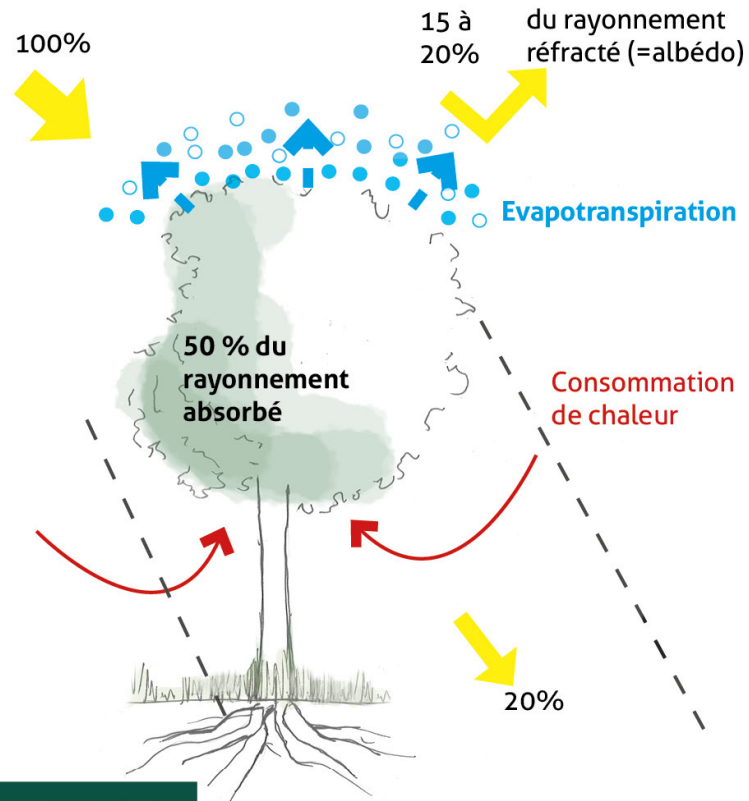 100%
15 à
20%
du rayonnement
réfracté (=albédo)
Evapotranspiration
50 % du
rayonnement
absorbé
Consommation
de chaleur
20%